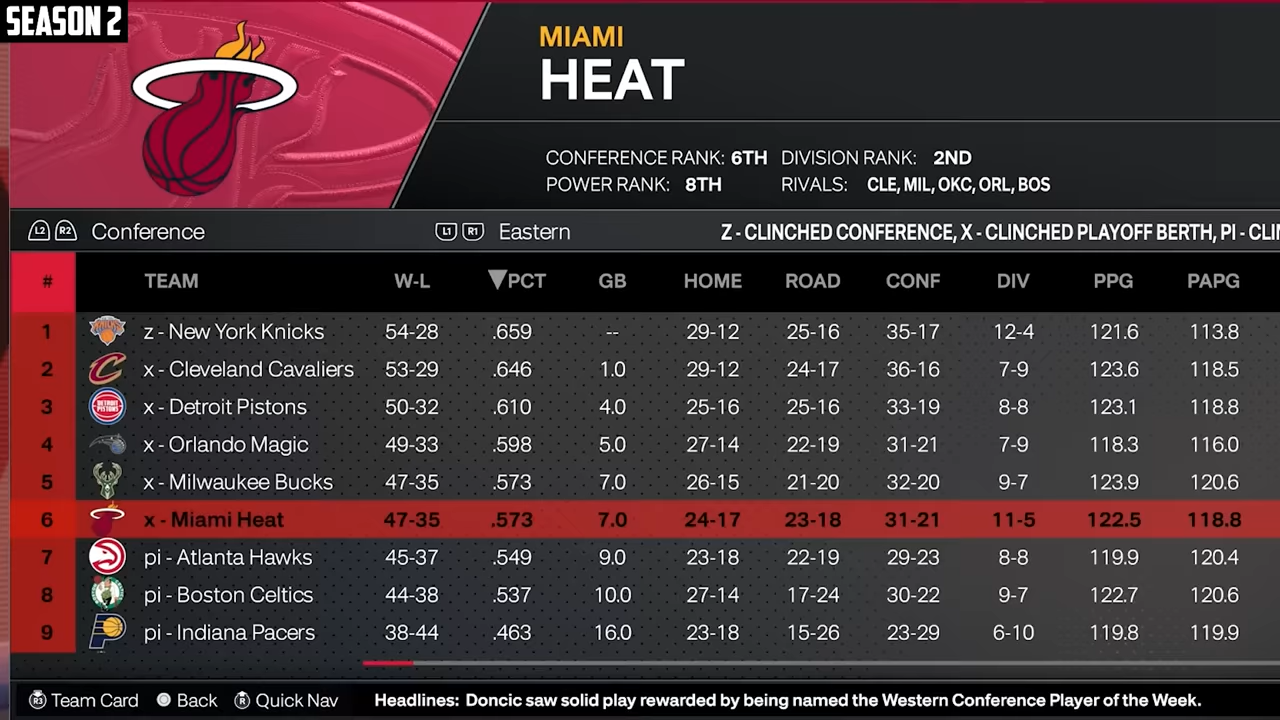 SEASON 2
MIAMI
HEAT
CONFERENCE RANK: 6TH DIVISION RANK: 2ND
POWER RANK: 8TH RIVALS: CLE, MIL, OKC, ORL, BOS
L2 R2 Conference L1 R1 Eastern Z - CLINCHED CONFERENCE, X - CLINCHED PLAYOFF BERTH, PI - CLI
# TEAM W-L PCT GB HOME ROAD CONF DIV PPG PAPG
1 z - New York Knicks 54-28 .659 -- 29-12 25-16 35-17 12-4 121.6 113.8
2 x - Cleveland Cavaliers 53-29 .646 1.0 29-12 24-17 36-16 7-9 123.6 118.5
3 DETROIT PISTONS x - Detroit Pistons 50-32 .610 4.0 25-16 25-16 33-19 8-8 123.1 118.8
4 x - Orlando Magic 49-33 .598 5.0 27-14 22-19 31-21 7-9 118.3 116.0
5 x - Milwaukee Bucks 47-35 .573 7.0 26-15 21-20 32-20 9-7 123.9 120.6
6 x - Miami Heat 47-35 .573 7.0 24-17 23-18 31-21 11-5 122.5 118.8
7 pi - Atlanta Hawks 45-37 .549 9.0 23-18 22-19 29-23 8-8 119.9 120.4
8 pi - Boston Celtics 44-38 .537 10.0 27-14 17-24 30-22 9-7 122.7 120.6
9 pi - Indiana Pacers 38-44 .463 16.0 23-18 15-26 23-29 6-10 119.8 119.9
R3 Team Card Back R Quick Nav Headlines: Doncic saw solid play rewarded by being named the Western Conference Player of the Week.